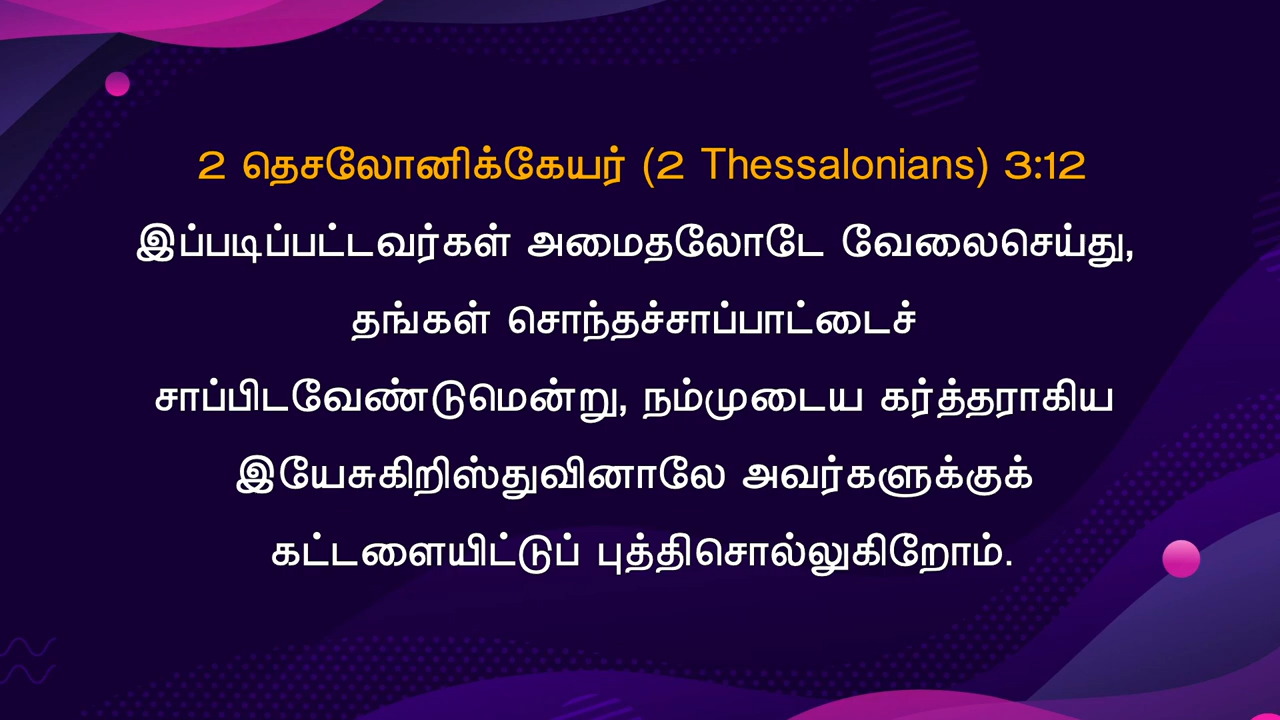 2 தெசலோனிக்கேயர் (2 Thessalonians) 3:12
இப்படிப்பட்டவர்கள் அமைதலோடே வேலைசெய்து,
தங்கள் சொந்தச்சாப்பாட்டைச்
சாப்பிடவேண்டுமென்று, நம்முடைய கர்த்தராகிய
இயேசுகிறிஸ்துவினாலே அவர்களுக்குக்
கட்டளையிட்டுப் புத்திசொல்லுகிறோம்.